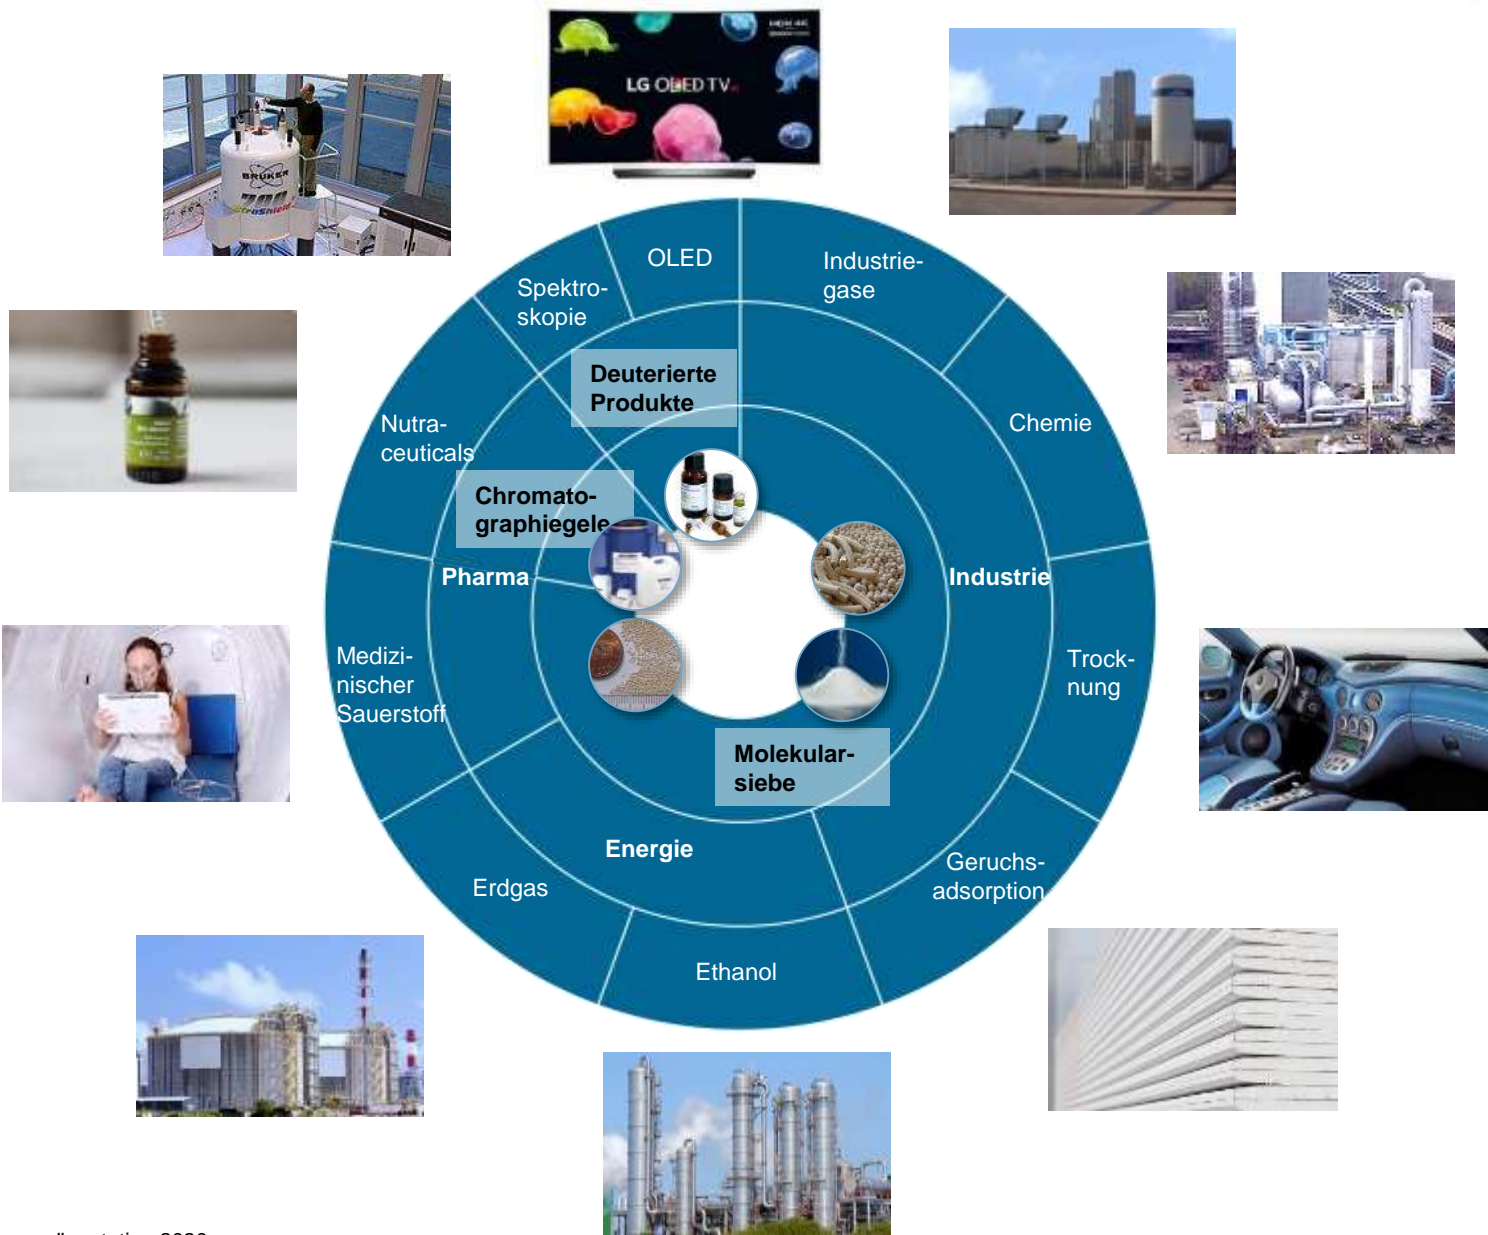 LG OLED TV
BRUKER
OLED
Industrie-
gase
Spektro-
skopie
Deuterierte
Produkte
Nutra-
ceuticals
Chemie
Chromato-
graphiegele
Pharma
Industrie
Medizi-
nischer
Sauerstoff
Trock-
nung
Molekular-
siebe
Energie
Geruchs-
adsorption
Erdgas
Ethanol